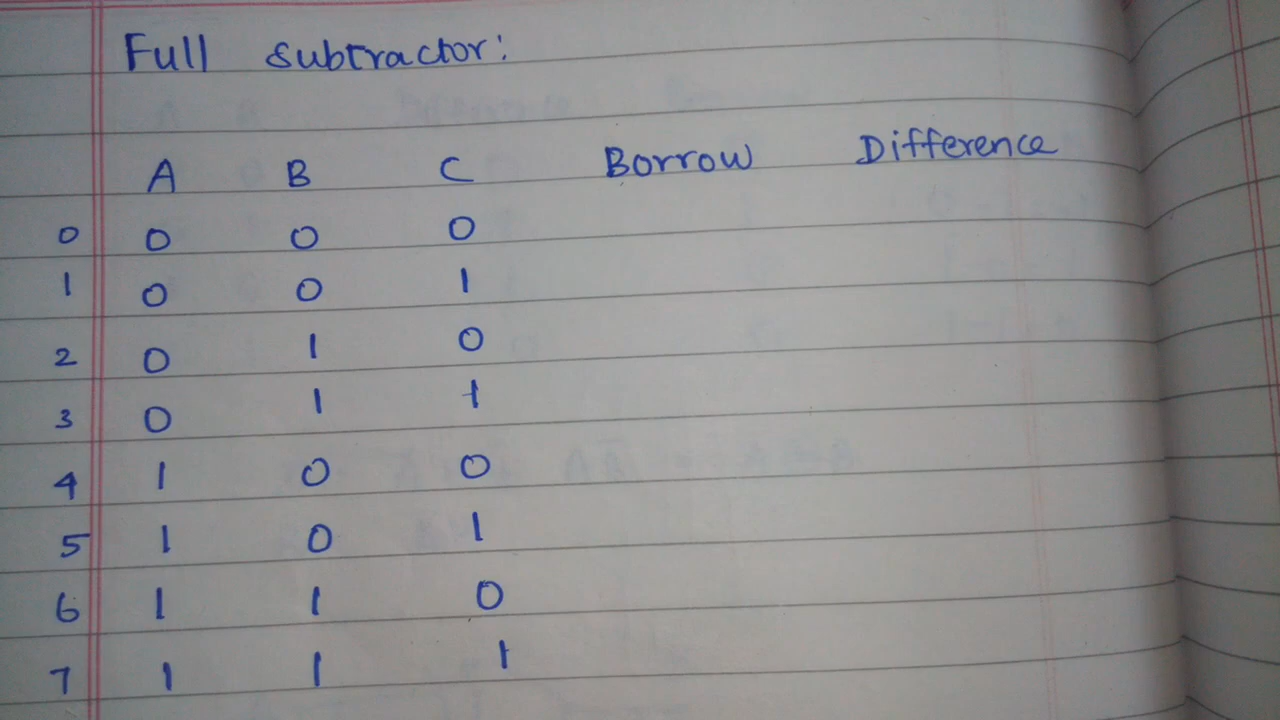 Full subtractor:
A B C Borrow Difference
0 0 0 0
1 0 0 1
2 0 1 0
3 0 1 1
4 1 0 0
5 1 0 1
6 1 1 0
7 1 1 1